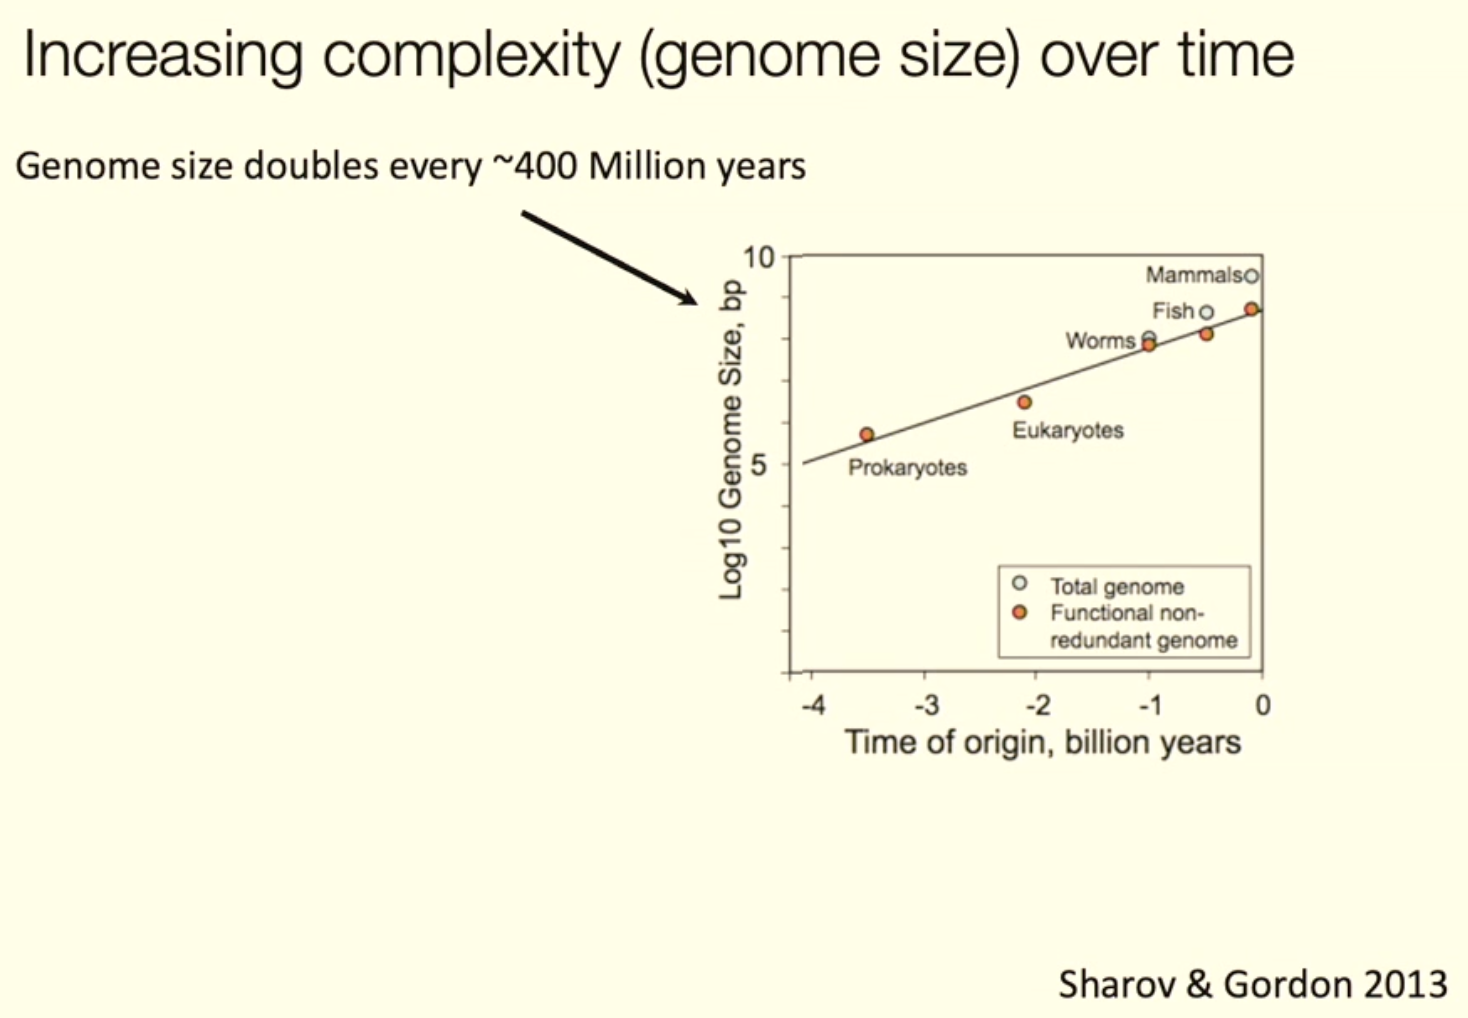 Increasing complexity (genome size) over time
Genome size doubles every ~400 Million years
10
Mammals
Fish
Worms
Log10 Genome Size, bp
5
Eukaryotes
Prokaryotes
Total genome
Functional non-
redundant genome
-4 -3 -2 -1 0
Time of origin, billion years
Sharov & Gordon 2013